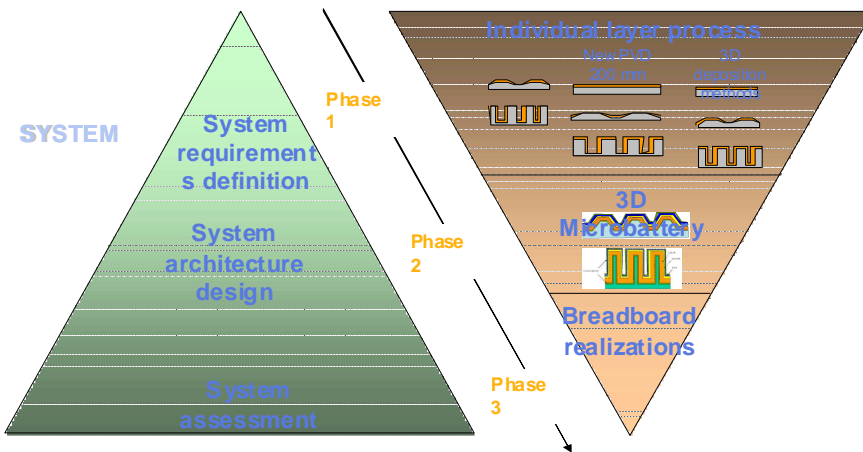 SYSTEM
System
requirement
s definition
System
architecture
design
System
assessment
Phase
1
Phase
2
Phase
3
Individual layer process
New PVD
200 mm
3D
deposition
methods
3D
Microbattery
Breadboard
realizations